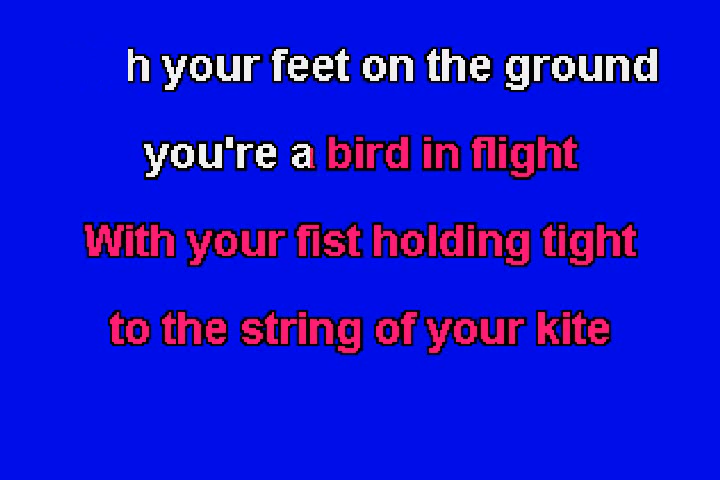 h your feet on the ground
you're a bird in flight
With your fist holding tight
to the string of your kite